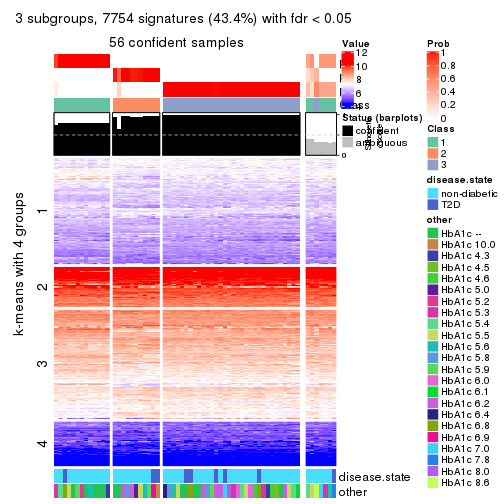 3 subgroups, 7754 signatures (43.4%) with fdr < 0.05
56 confident samples
k-means with 4 groups
1
2
3
4
Value
12
10
8
6
4
Class
Status (barplots)
confident
ambiguous
0
disease.state
other
Prob
1
0.8
0.6
0.4
0.2
0
Class
1
2
3
disease.state
non-diabetic
T2D
other
HbA1c --
HbA1c 10.0
HbA1c 4.3
HbA1c 4.5
HbA1c 4.6
HbA1c 5.0
HbA1c 5.2
HbA1c 5.3
HbA1c 5.4
HbA1c 5.5
HbA1c 5.6
HbA1c 5.8
HbA1c 5.9
HbA1c 6.0
HbA1c 6.1
HbA1c 6.2
HbA1c 6.4
HbA1c 6.8
HbA1c 6.9
HbA1c 7.0
HbA1c 7.8
HbA1c 8.0
HbA1c 8.6